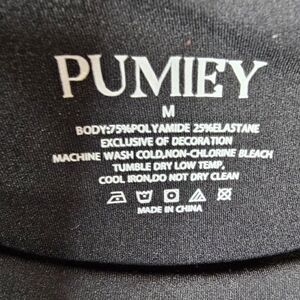 PUMIEY
M
BODY:75%POLYAMIDE 25%ELASTANE
EXCLUSIVE OF DECORATION
MACHINE WASH COLD,NON-CHLORINE BLEACH
TUMBLE DRY LOW TEMP,
COOL IRON,DO NOT DRY CLEAN
MADE IN CHINA